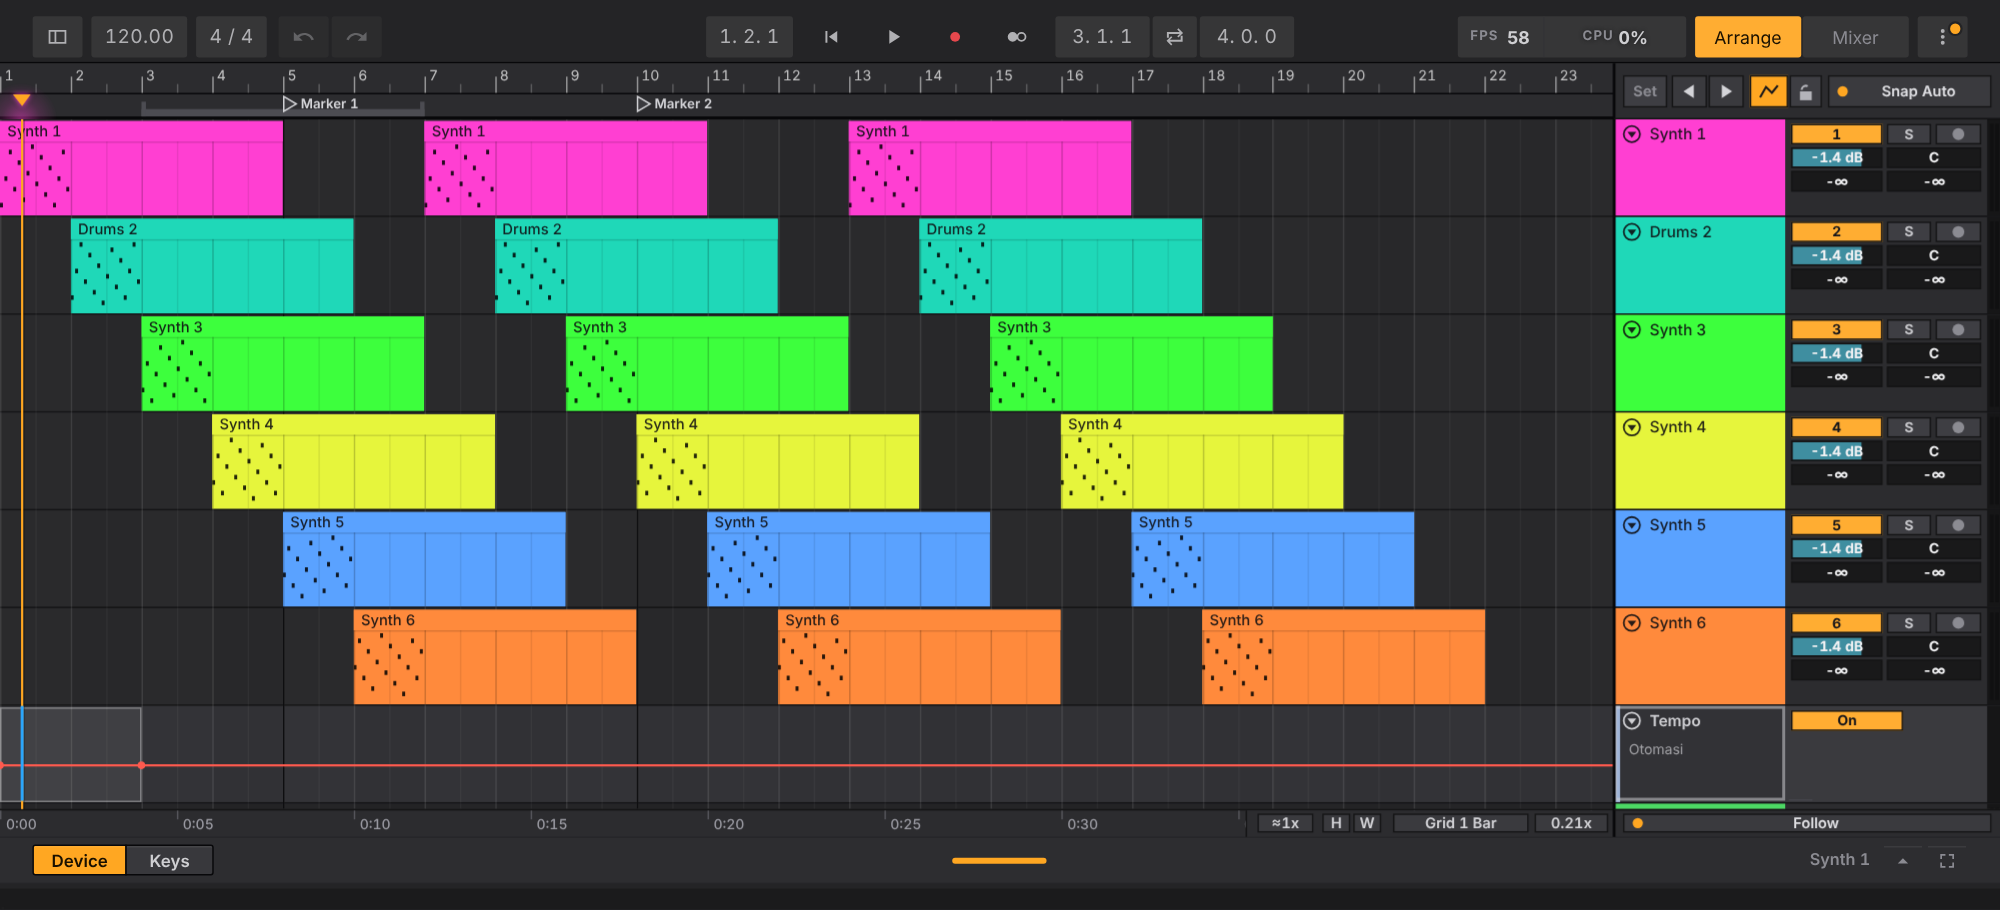 120.00 4 / 4 1. 2. 1 3. 1. 1 4. 0. 0 FPS 58 CPU 0% Arrange Mixer
1 2 3 4 5 6 7 8 9 10 11 12 13 14 15 16 17 18 19 20 21 22 23
Set Snap Auto
Marker 1 Marker 2
Synth 1 Synth 1 Synth 1 Synth 1 1 S
-1.4 dB C
-∞ -∞
Drums 2 Drums 2 Drums 2 Drums 2 2 S
-1.4 dB C
-∞ -∞
Synth 3 Synth 3 Synth 3 Synth 3 3 S
-1.4 dB C
-∞ -∞
Synth 4 Synth 4 Synth 4 Synth 4 4 S
-1.4 dB C
-∞ -∞
Synth 5 Synth 5 Synth 5 Synth 5 5 S
-1.4 dB C
-∞ -∞
Synth 6 Synth 6 Synth 6 Synth 6 6 S
-1.4 dB C
-∞ -∞
Tempo On
Otomasi
0:00 0:05 0:10 0:15 0:20 0:25 0:30 ≈1x H W Grid 1 Bar 0.21x Follow
Device Keys Synth 1